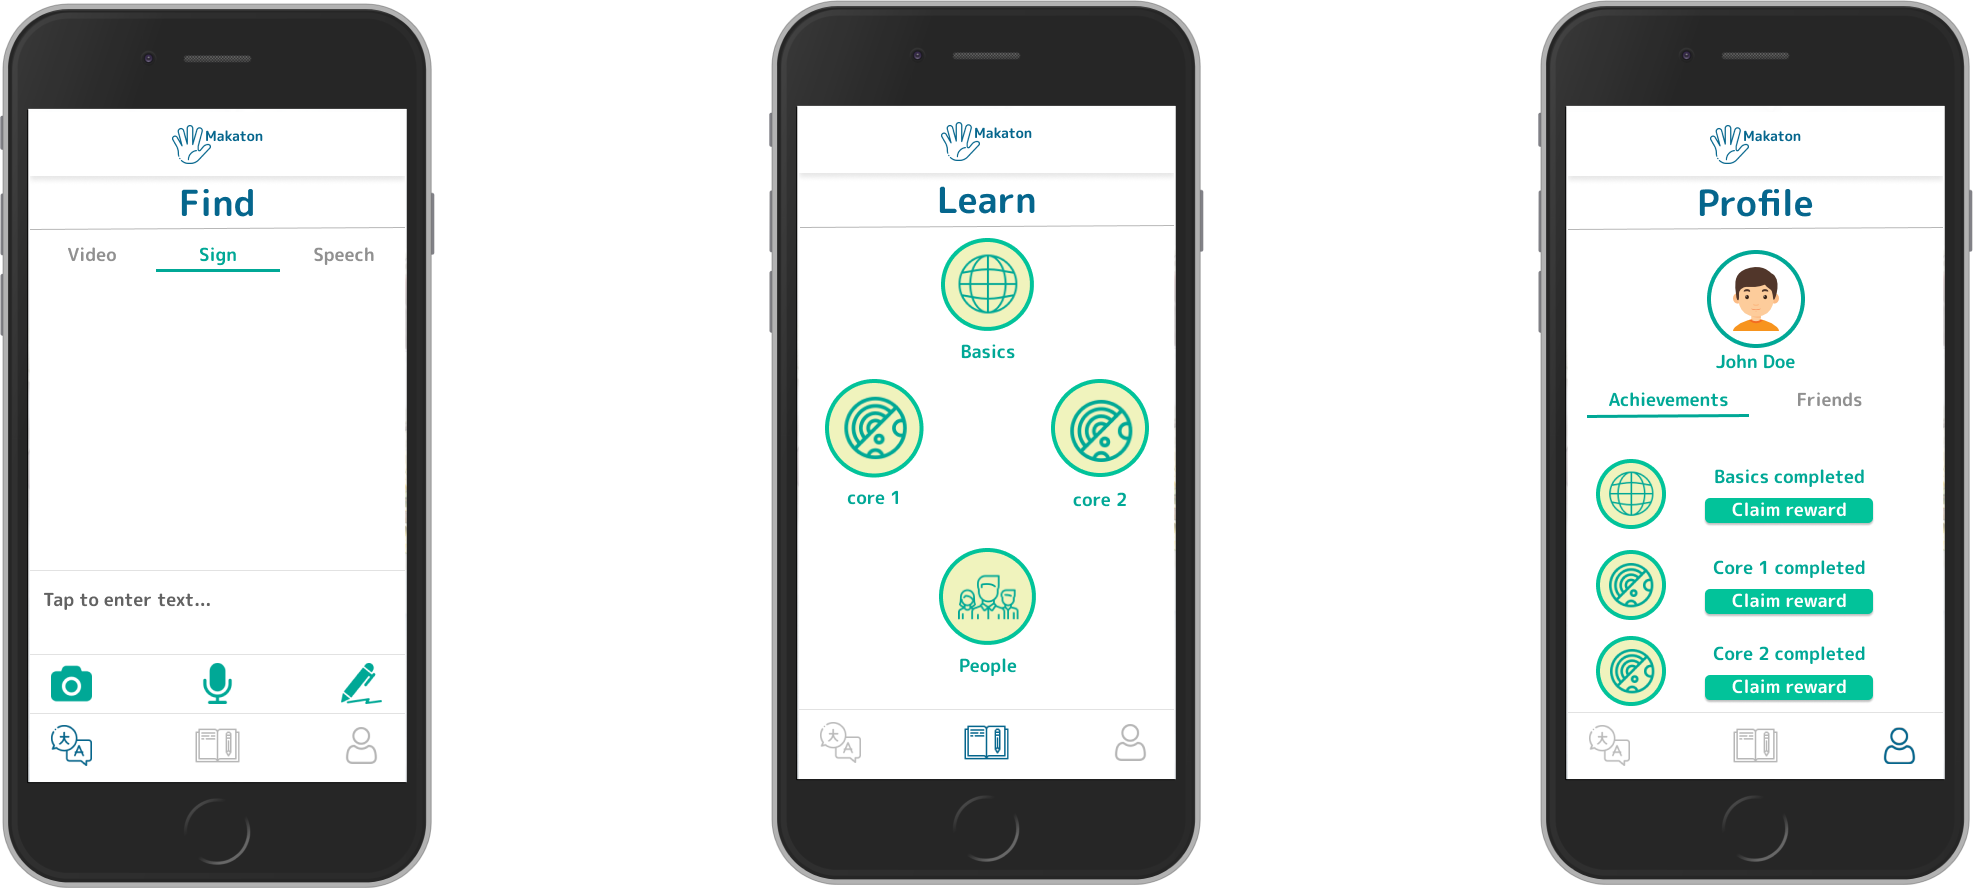 Makaton
Find
Video Sign Speech
Tap to enter text...
Makaton
Learn
Basics
core 1 core 2
People
Makaton
Profile
John Doe
Achievements Friends
Basics completed
Claim reward
Core 1 completed
Claim reward
Core 2 completed
Claim reward